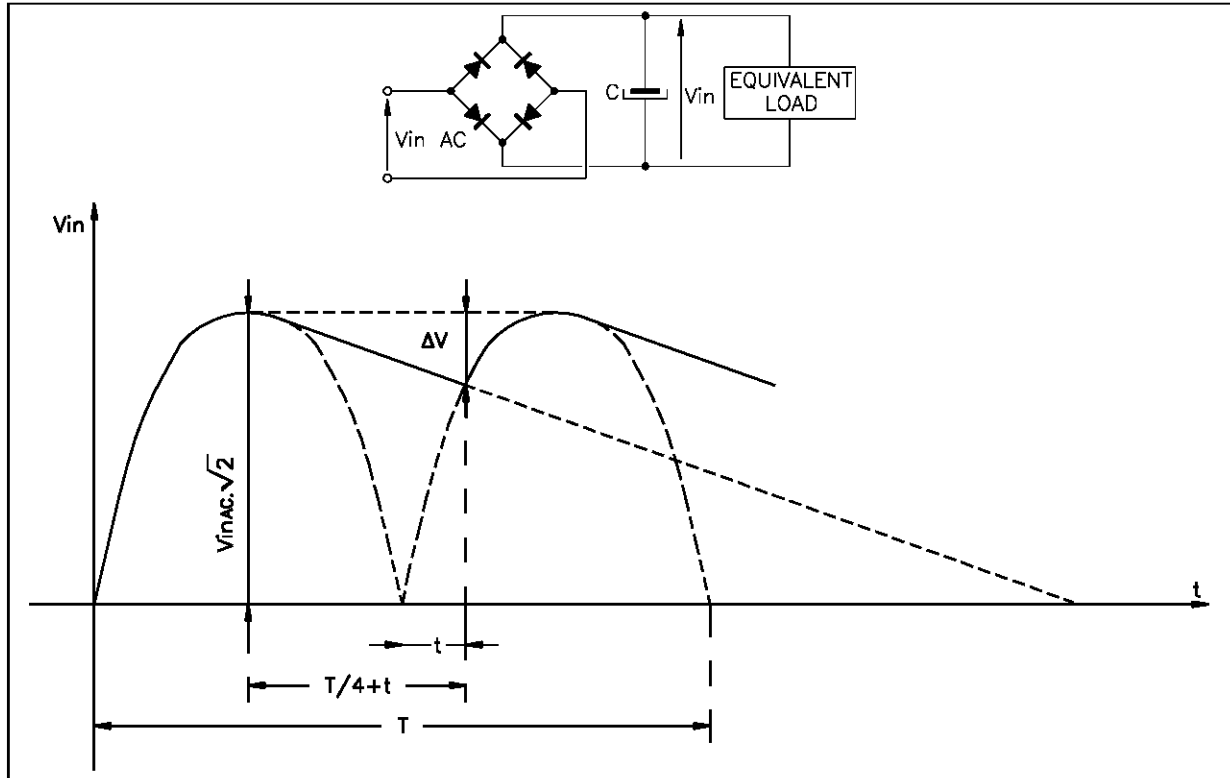 Vin AC
C
Vin
EQUIVALENT
LOAD
Vin
ΔV
VinAC.√2
t
t
T/4+t
T